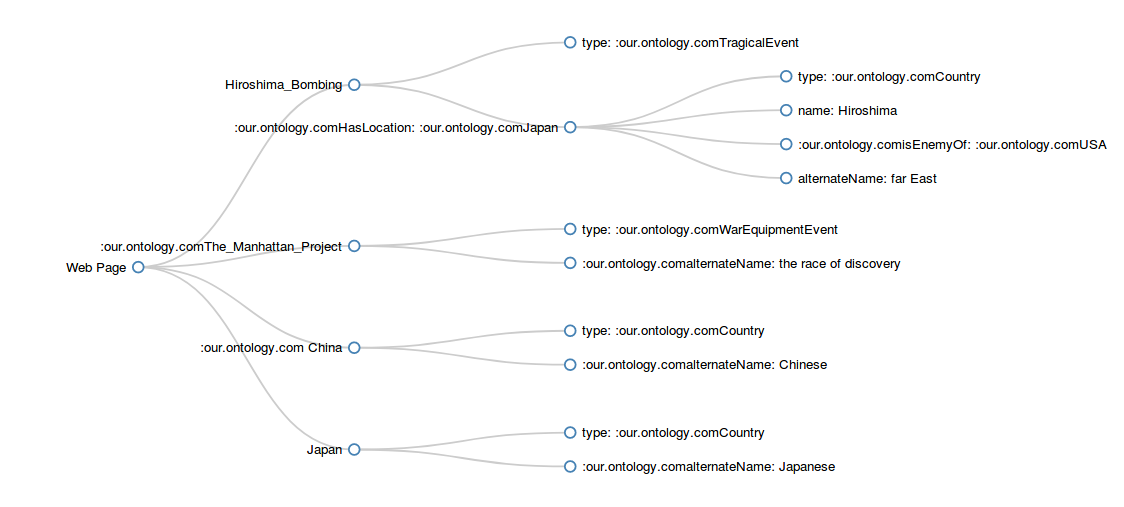 type: :our.ontology.comTragicalEvent
type: :our.ontology.comCountry
Hiroshima_Bombing
name: Hiroshima
:our.ontology.comHasLocation: :our.ontology.comJapan
:our.ontology.comisEnemyOf: :our.ontology.comUSA
alternateName: far East
type: :our.ontology.comWarEquipmentEvent
:our.ontology.comThe_Manhattan_Project
:our.ontology.comalternateName: the race of discovery
Web Page
type: :our.ontology.comCountry
:our.ontology.com China
:our.ontology.comalternateName: Chinese
type: :our.ontology.comCountry
Japan
:our.ontology.comalternateName: Japanese